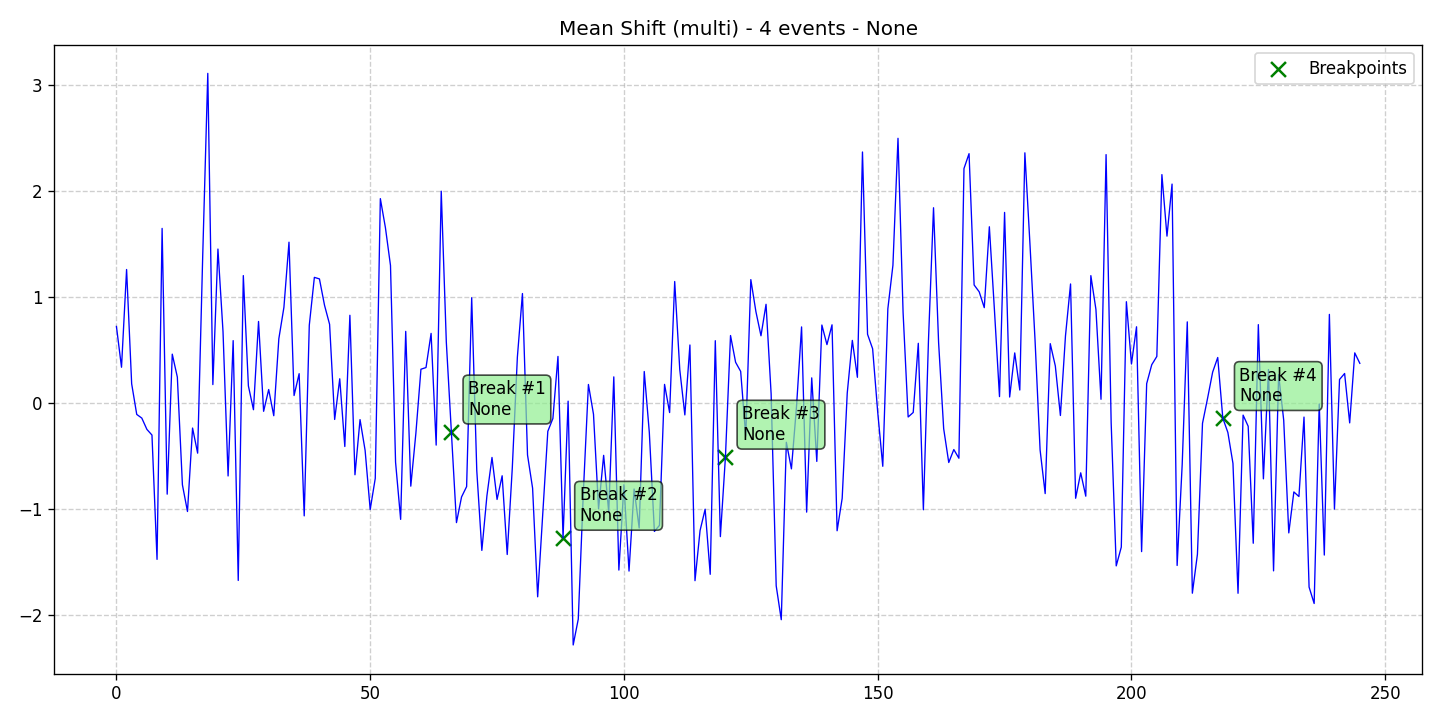 Mean Shift (multi) - 4 events - None
Breakpoints
3
2
1
0
−1
−2
Break #1
None
Break #2
None
Break #3
None
Break #4
None
0
50
100
150
200
250